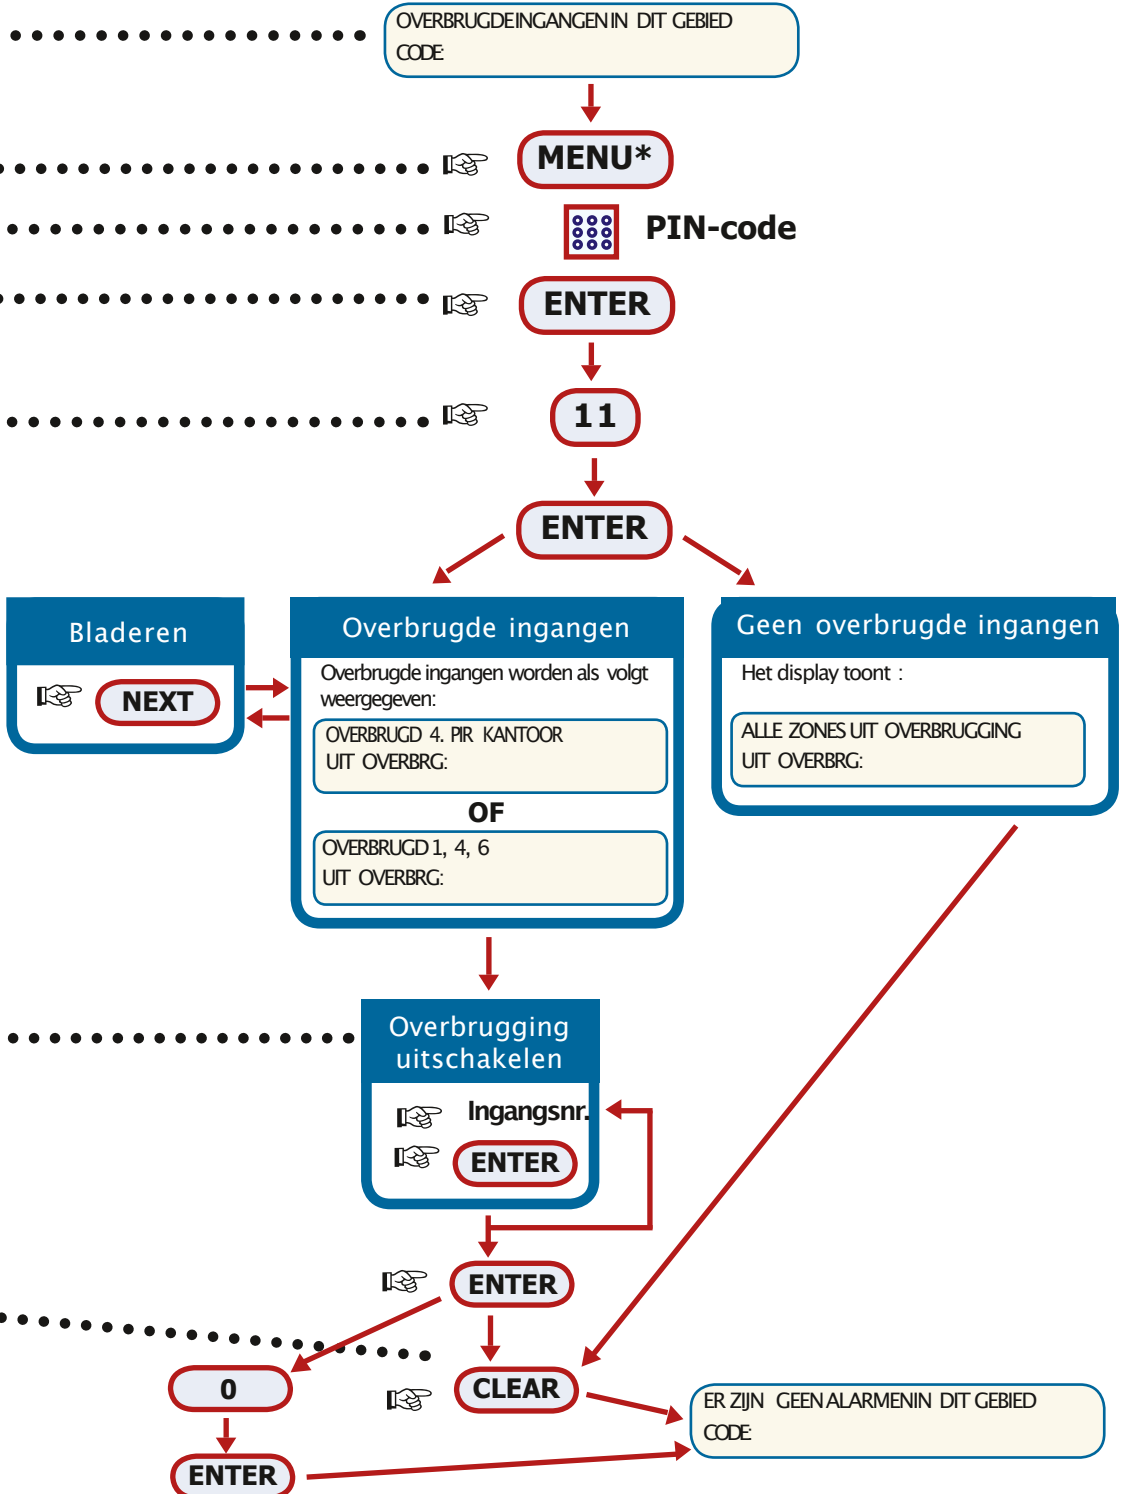 OVERBRUGDE INGANGEN IN DIT GEBIED
CODE:
MENU*
PIN-code
ENTER
11
ENTER
Bladeren
NEXT
Overbrugde ingangen
Overbrugde ingangen worden als volgt
weergegeven:
OVERBRUGD 4. PIR KANTOOR
UIT OVERBRG:
OF
OVERBRUGD 1, 4, 6
UIT OVERBRG:
Geen overbrugde ingangen
Het display toont :
ALLE ZONES UIT OVERBRUGGING
UIT OVERBRG:
Overbrugging
uitschakelen
Ingangsnr.
ENTER
ENTER
CLEAR
0
ENTER
ER ZIJN GEEN ALARMEN IN DIT GEBIED
CODE: